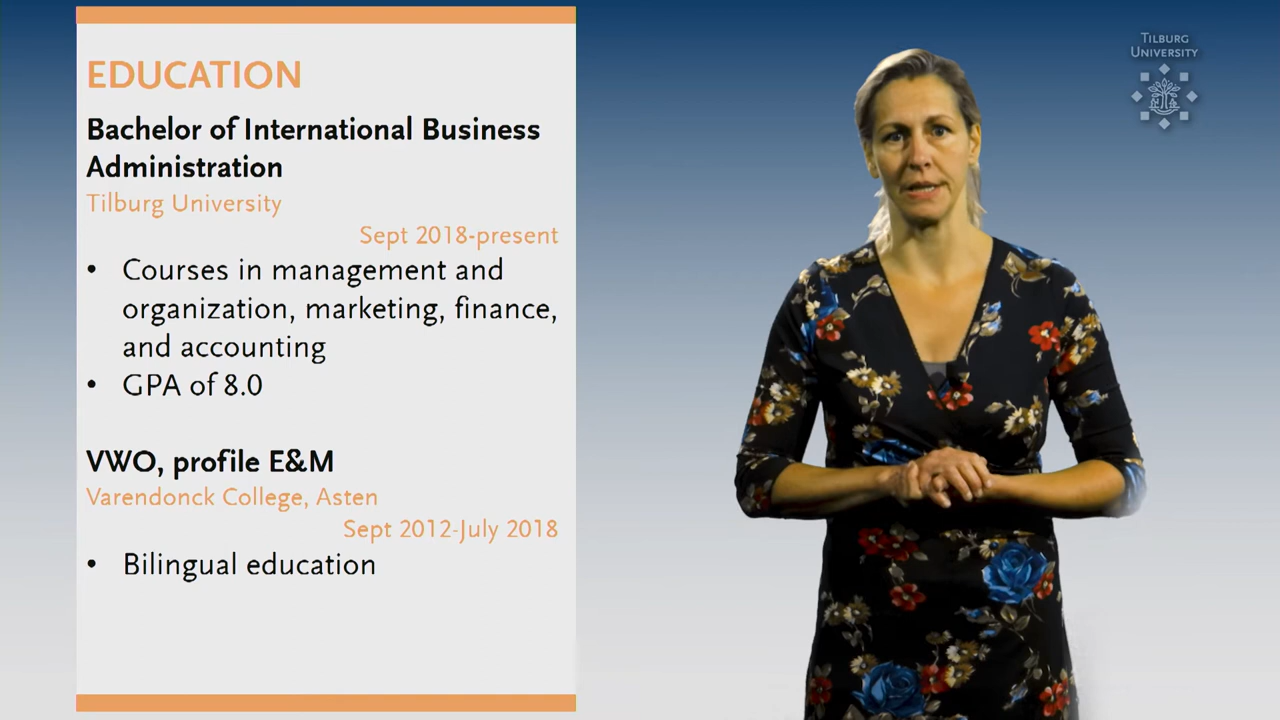 EDUCATION
Bachelor of International Business
Administration
Tilburg University
Sept 2018-present
• Courses in management and
organization, marketing, finance,
and accounting
• GPA of 8.0
VWO, profile E&M
Varendonck College, Asten
Sept 2012-July 2018
• Bilingual education
TILBURG
UNIVERSITY